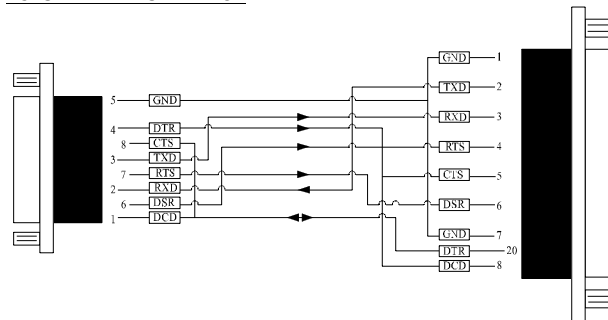 5 GND
4 DTR
8 CTS
3 TXD
7 RTS
2 RXD
6 DSR
1 DCD
GND 1
TXD 2
RXD 3
RTS 4
CTS 5
DSR 6
GND 7
DTR 20
DCD 8